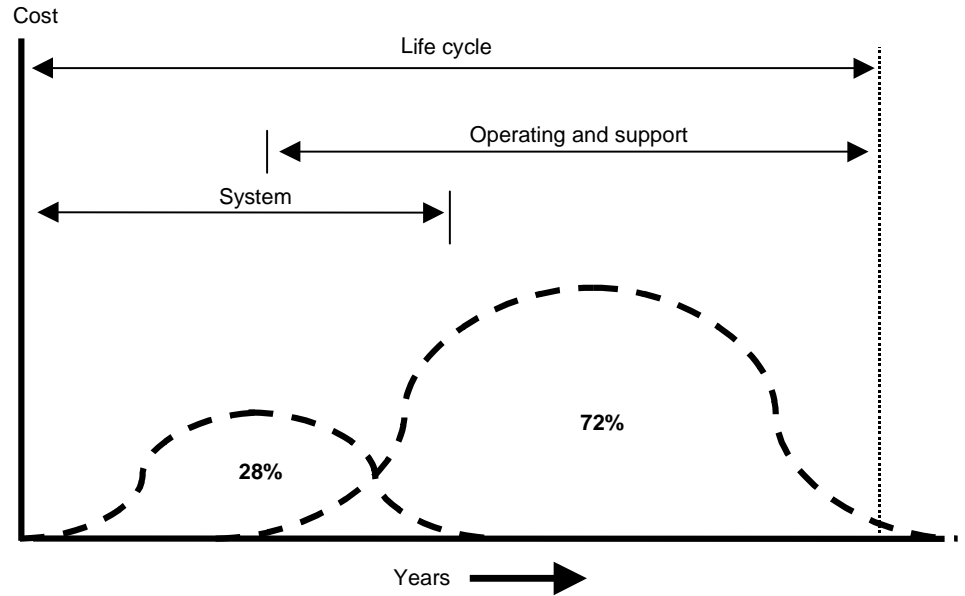 Cost
Life cycle
Operating and support
System
72%
28%
Years